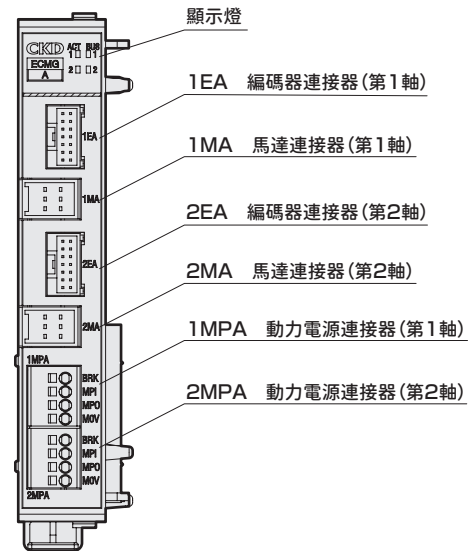 顯示燈
CKD ACT BUS
1 1
ECMG
2 2
A
1EA 編碼器連接器(第1軸)
1EA
1MA 馬達連接器(第1軸)
1MA
2EA 編碼器連接器(第2軸)
2EA
2MA 馬達連接器(第2軸)
2MA
1MPA 動力電源連接器(第1軸)
1MPA
BRK
MPI
MPO
M0V
2MPA 動力電源連接器(第2軸)
BRK
MPI
MPO
M0V
2MPA